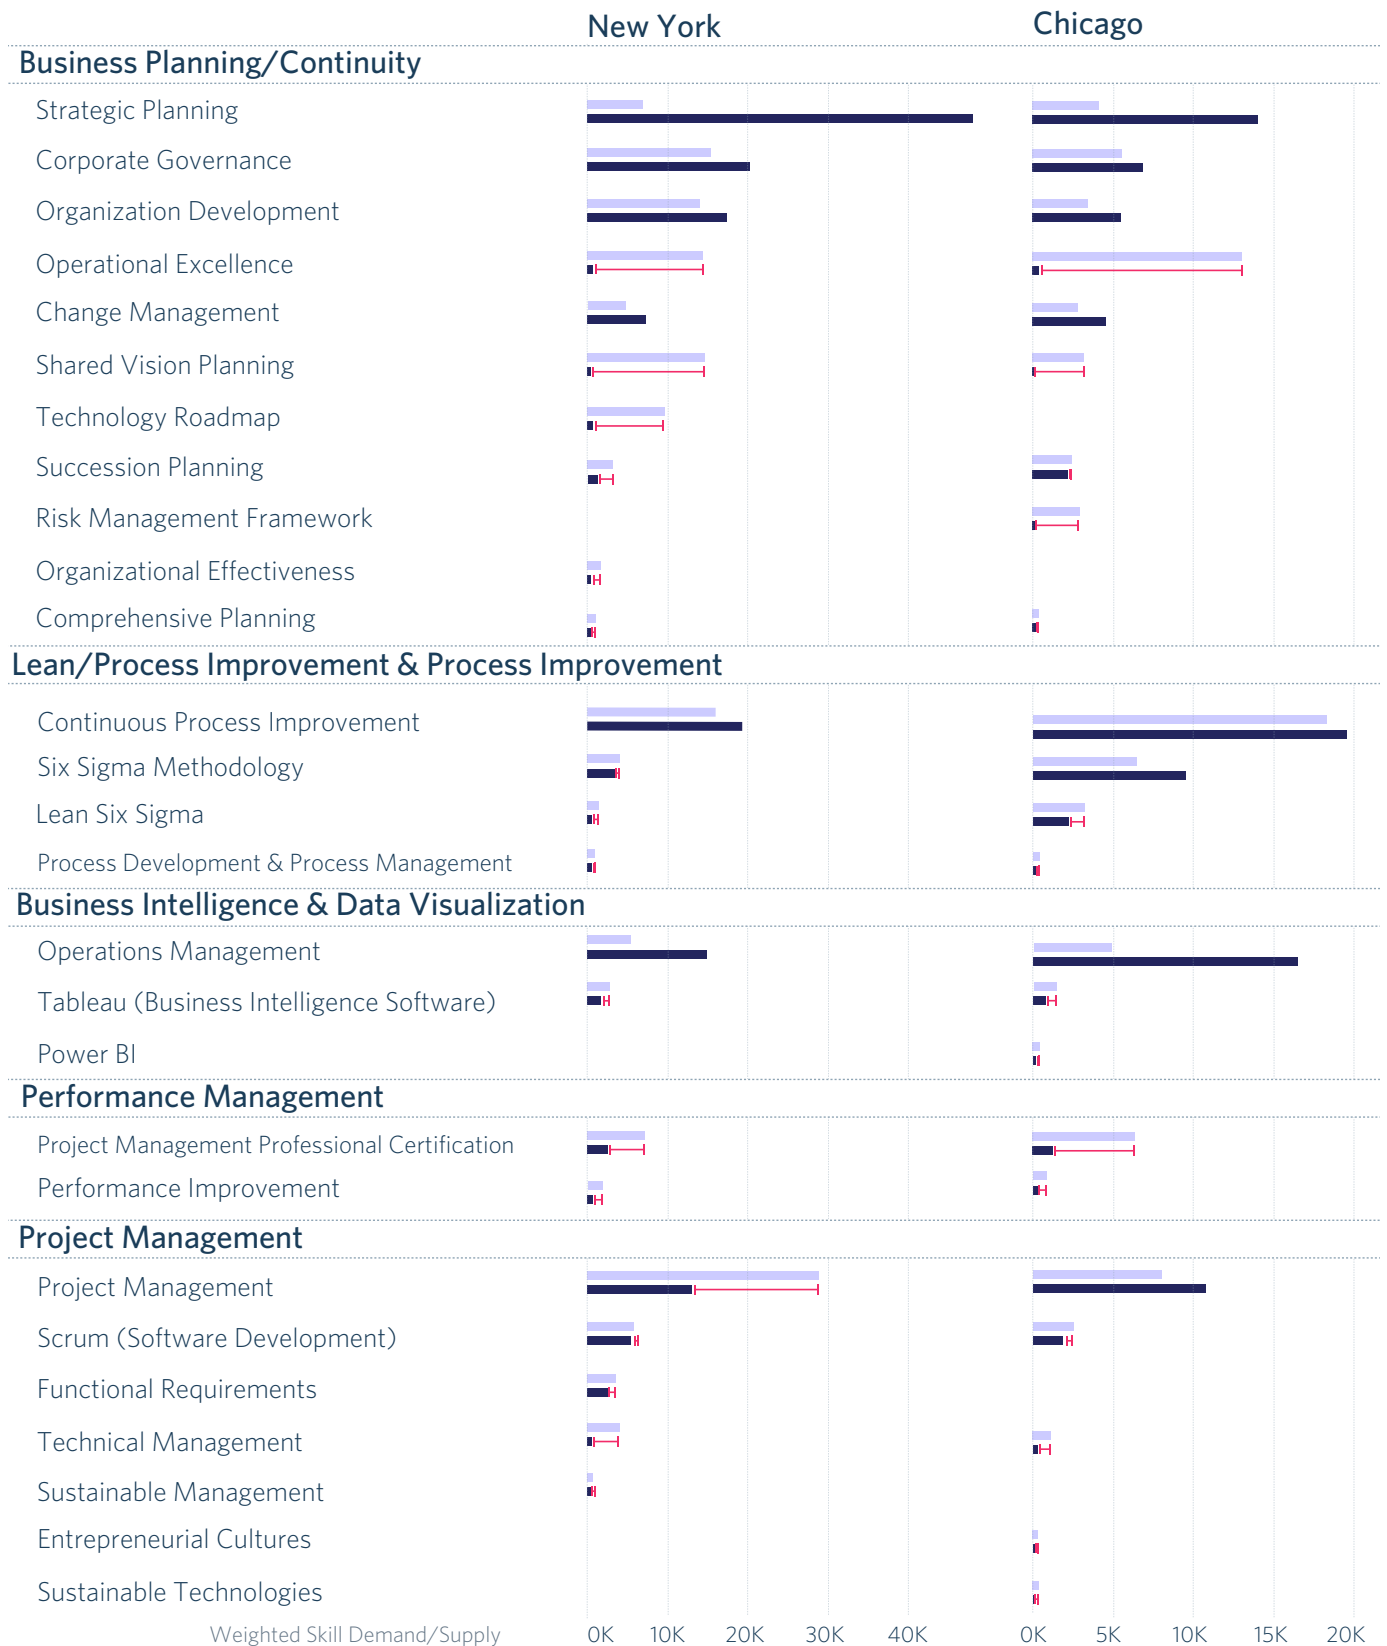 New York Chicago
Business Planning/Continuity
Strategic Planning
Corporate Governance
Organization Development
Operational Excellence
Change Management
Shared Vision Planning
Technology Roadmap
Succession Planning
Risk Management Framework
Organizational Effectiveness
Comprehensive Planning
Lean/Process Improvement & Process Improvement
Continuous Process Improvement
Six Sigma Methodology
Lean Six Sigma
Process Development & Process Management
Business Intelligence & Data Visualization
Operations Management
Tableau (Business Intelligence Software)
Power BI
Performance Management
Project Management Professional Certification
Performance Improvement
Project Management
Project Management
Scrum (Software Development)
Functional Requirements
Technical Management
Sustainable Management
Entrepreneurial Cultures
Sustainable Technologies
Weighted Skill Demand/Supply 0K 10K 20K 30K 40K 0K 5K 10K 15K 20K